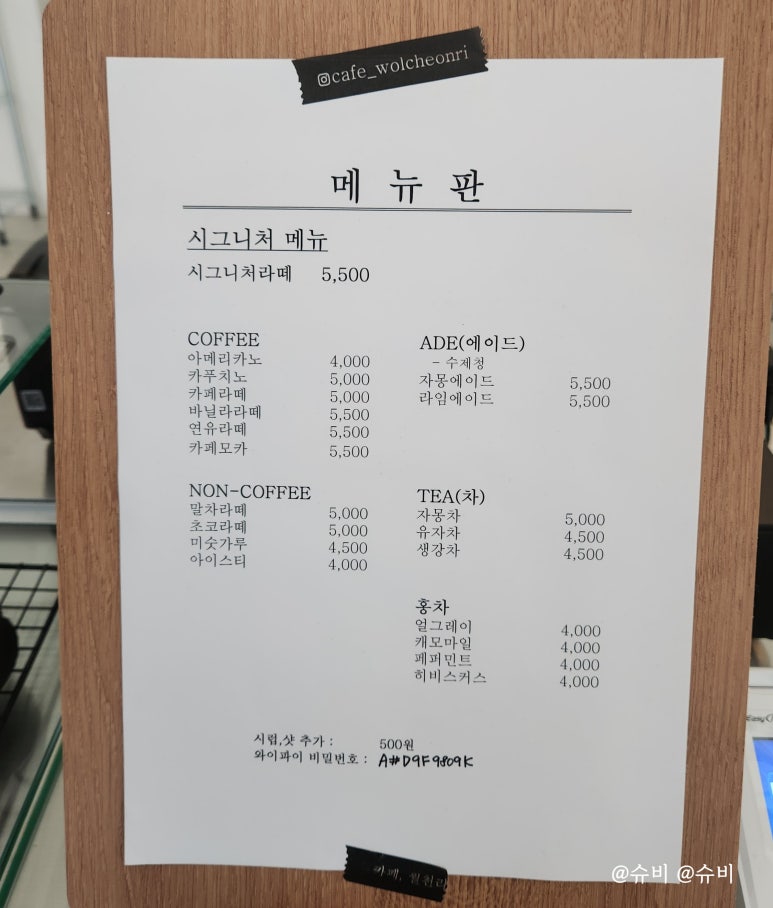 @cafe_wolcheonri
메 뉴 판
시그니처 메뉴
시그니처라떼 5,500
COFFEE
아메리카노 4,000
카푸치노 5,000
카페라떼 5,000
바닐라라떼 5,500
연유라떼 5,500
카페모카 5,500
ADE(에이드)
- 수제청
자몽에이드 5,500
라임에이드 5,500
NON-COFFEE
말차라떼 5,000
초코라떼 5,000
미숫가루 4,500
아이스티 4,000
TEA(차)
자몽차 5,000
유자차 4,500
생강차 4,500
홍차
얼그레이 4,000
캐모마일 4,000
페퍼민트 4,000
히비스커스 4,000
시럽,샷 추가 : 500원
와이파이 비밀번호 : A#D9F9809K
카페, 월천리
Easy
@슈비 @슈비